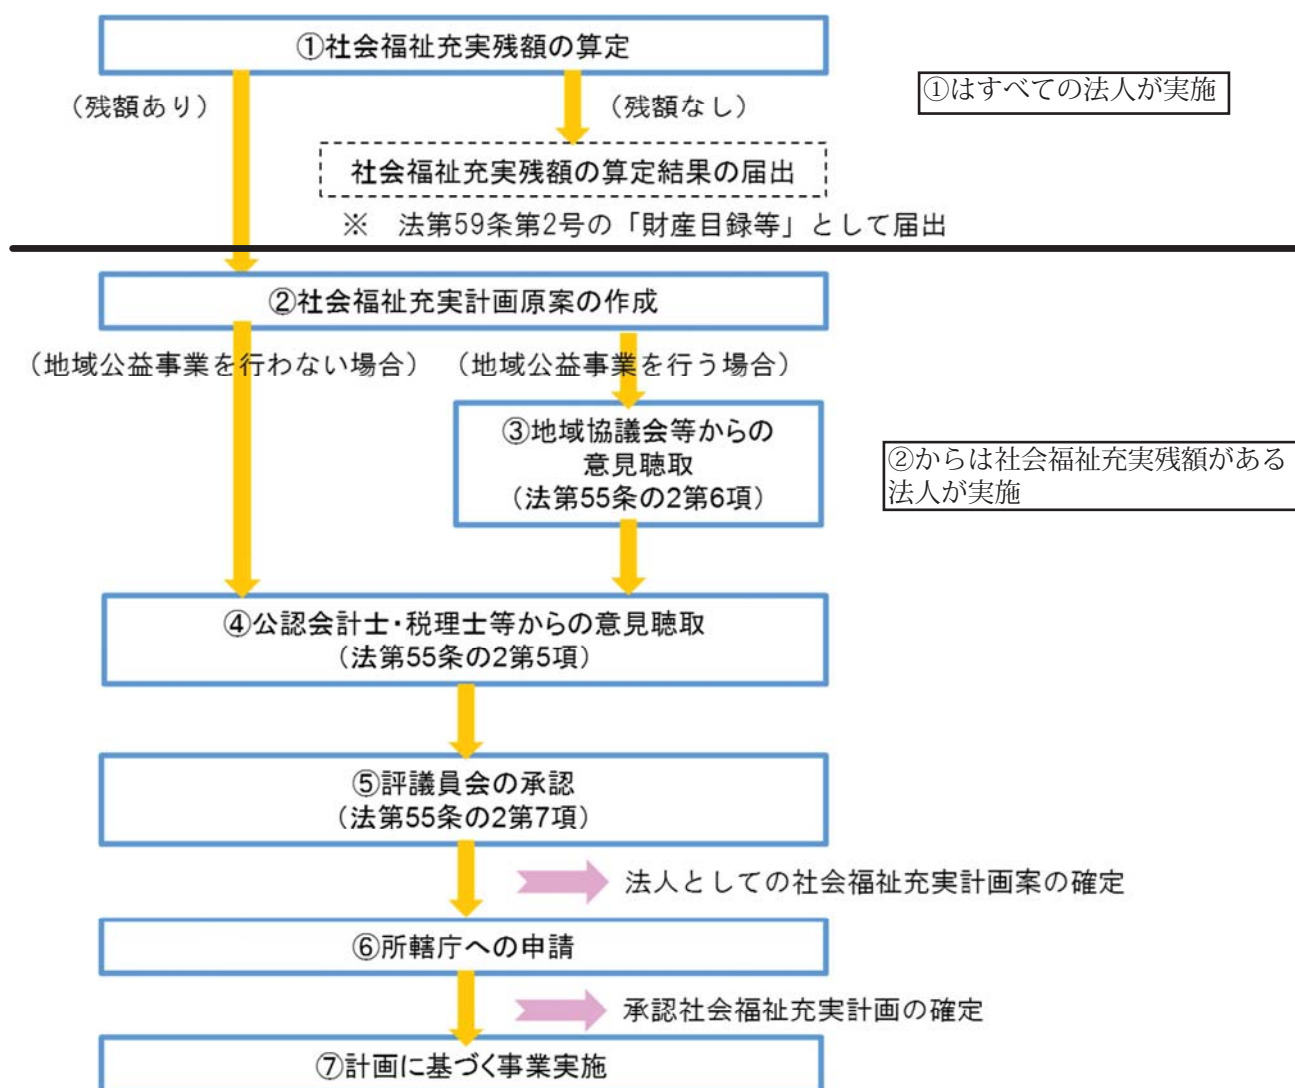 ①社会福祉充実残額の算定
①はすべての法人が実施
（残額あり）
（残額なし）
社会福祉充実残額の算定結果の届出
※　法第59条第2号の「財産目録等」として届出
②社会福祉充実計画原案の作成
（地域公益事業を行わない場合）
（地域公益事業を行う場合）
③地域協議会等からの
意見聴取
（法第55条の2第6項）
②からは社会福祉充実残額がある
法人が実施
④公認会計士・税理士等からの意見聴取
（法第55条の2第5項）
⑤評議員会の承認
（法第55条の2第7項）
法人としての社会福祉充実計画案の確定
⑥所轄庁への申請
承認社会福祉充実計画の確定
⑦計画に基づく事業実施